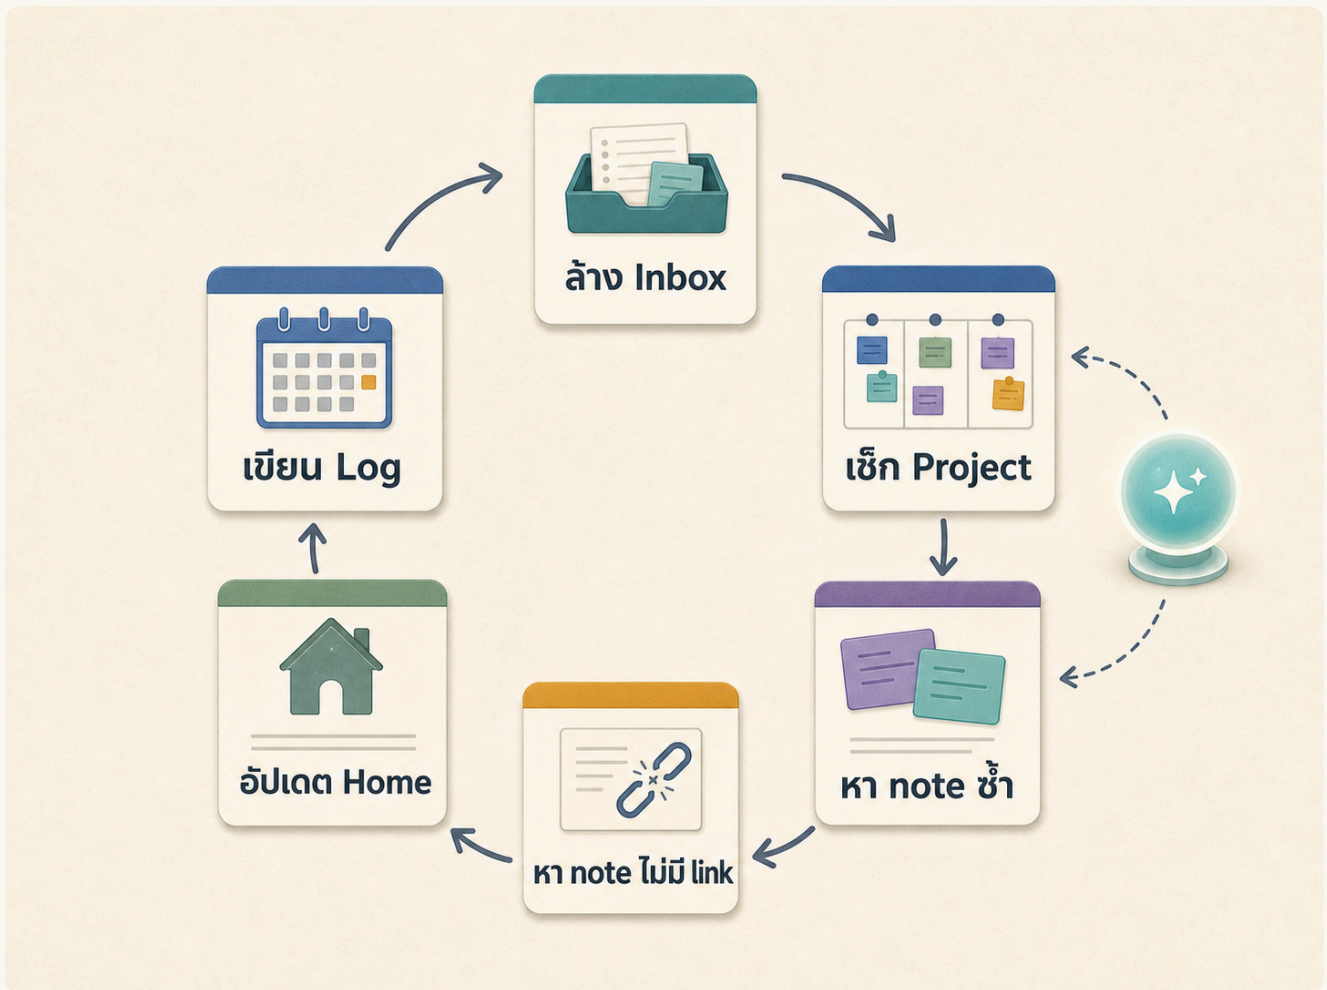 ล้าง Inbox
เช็ก Project
หา note ซ้ำ
หา note ไม่มี link
อัปเดต Home
เขียน Log